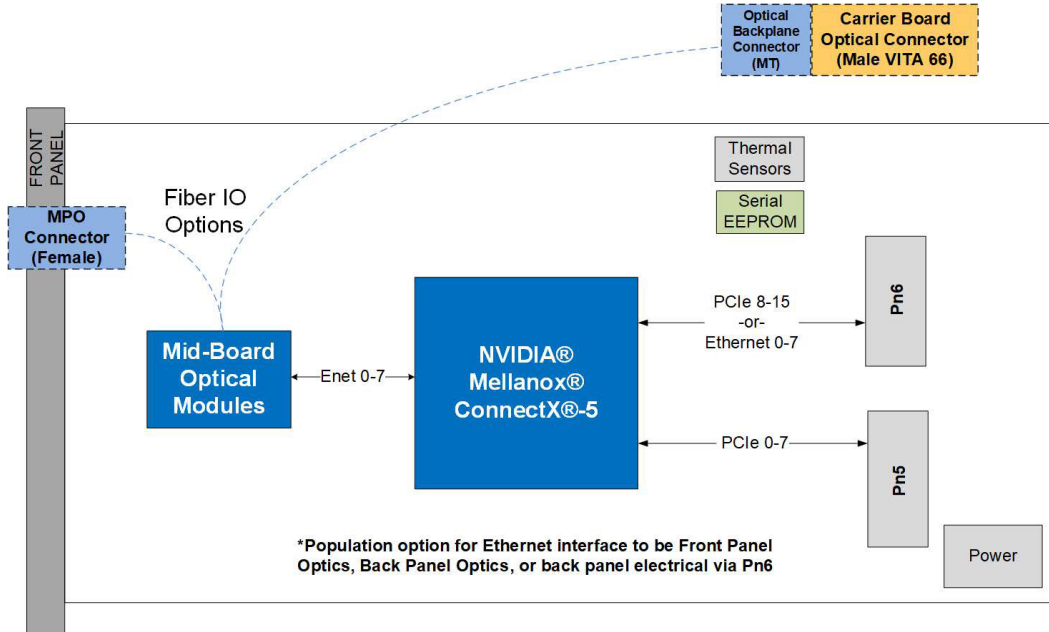 Optical
Backplane
Connector
(MT)
Carrier Board
Optical Connector
(Male VITA 66)
FRONT
PANEL
Thermal
Sensors
Serial
EEPROM
Fiber IO
Options
MPO
Connector
(Female)
Mid-Board
Optical
Modules
Enet 0-7
NVIDIA®
Mellanox®
ConnectX®-5
PCIe 8-15
-or-
Ethernet 0-7
Pn6
PCIe 0-7
Pn5
*Population option for Ethernet interface to be Front Panel
Optics, Back Panel Optics, or back panel electrical via Pn6
Power